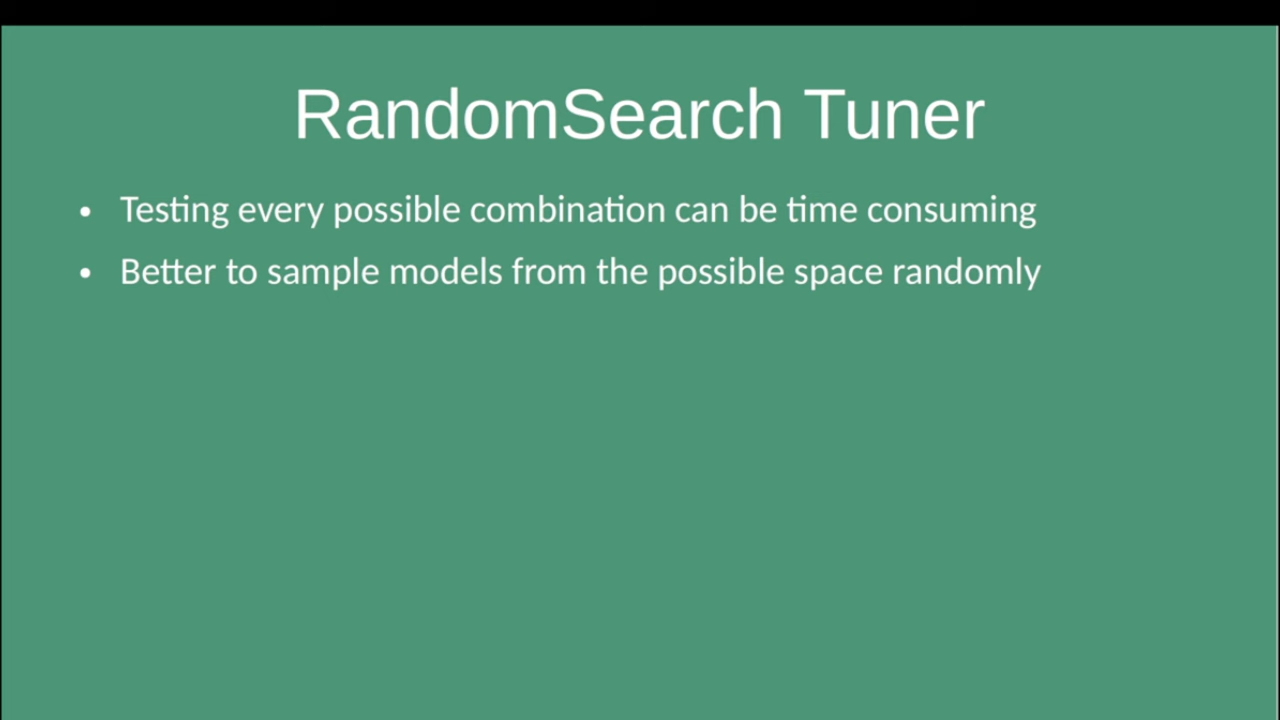 RandomSearch Tuner
• Testing every possible combination can be time consuming
• Better to sample models from the possible space randomly